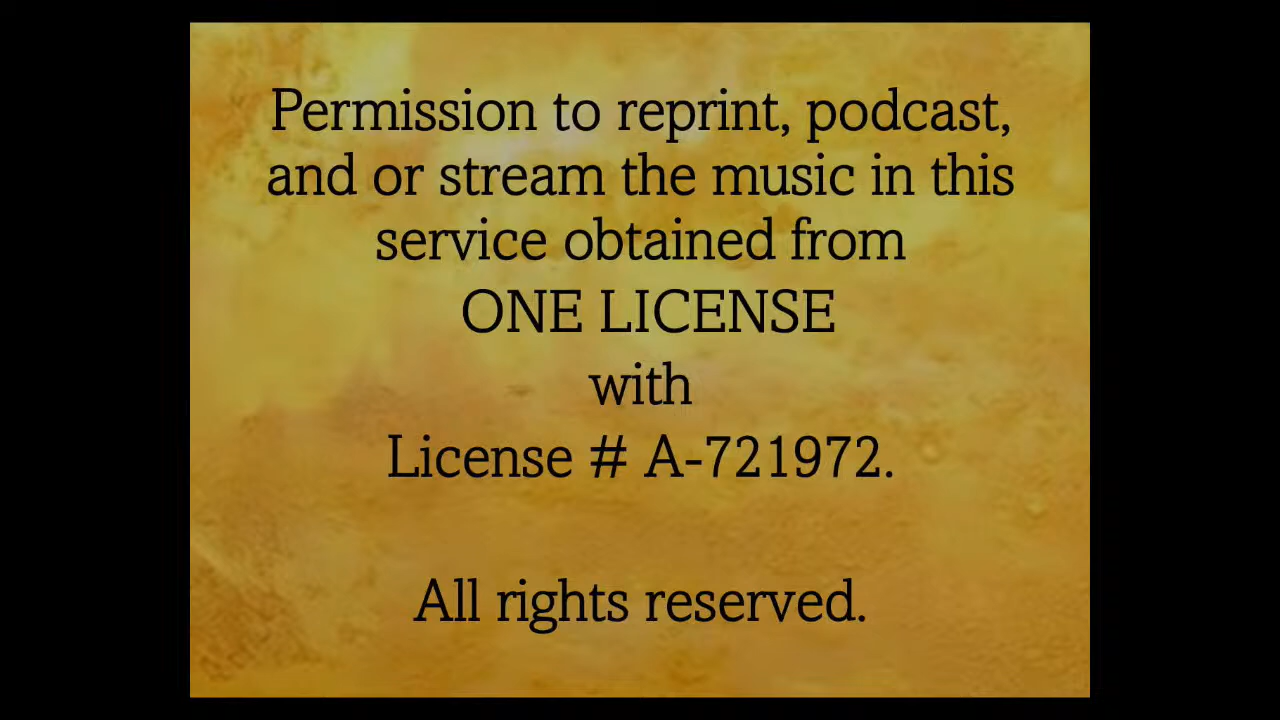 Permission to reprint, podcast,
and or stream the music in this
service obtained from
ONE LICENSE
with
License # A-721972.
All rights reserved.